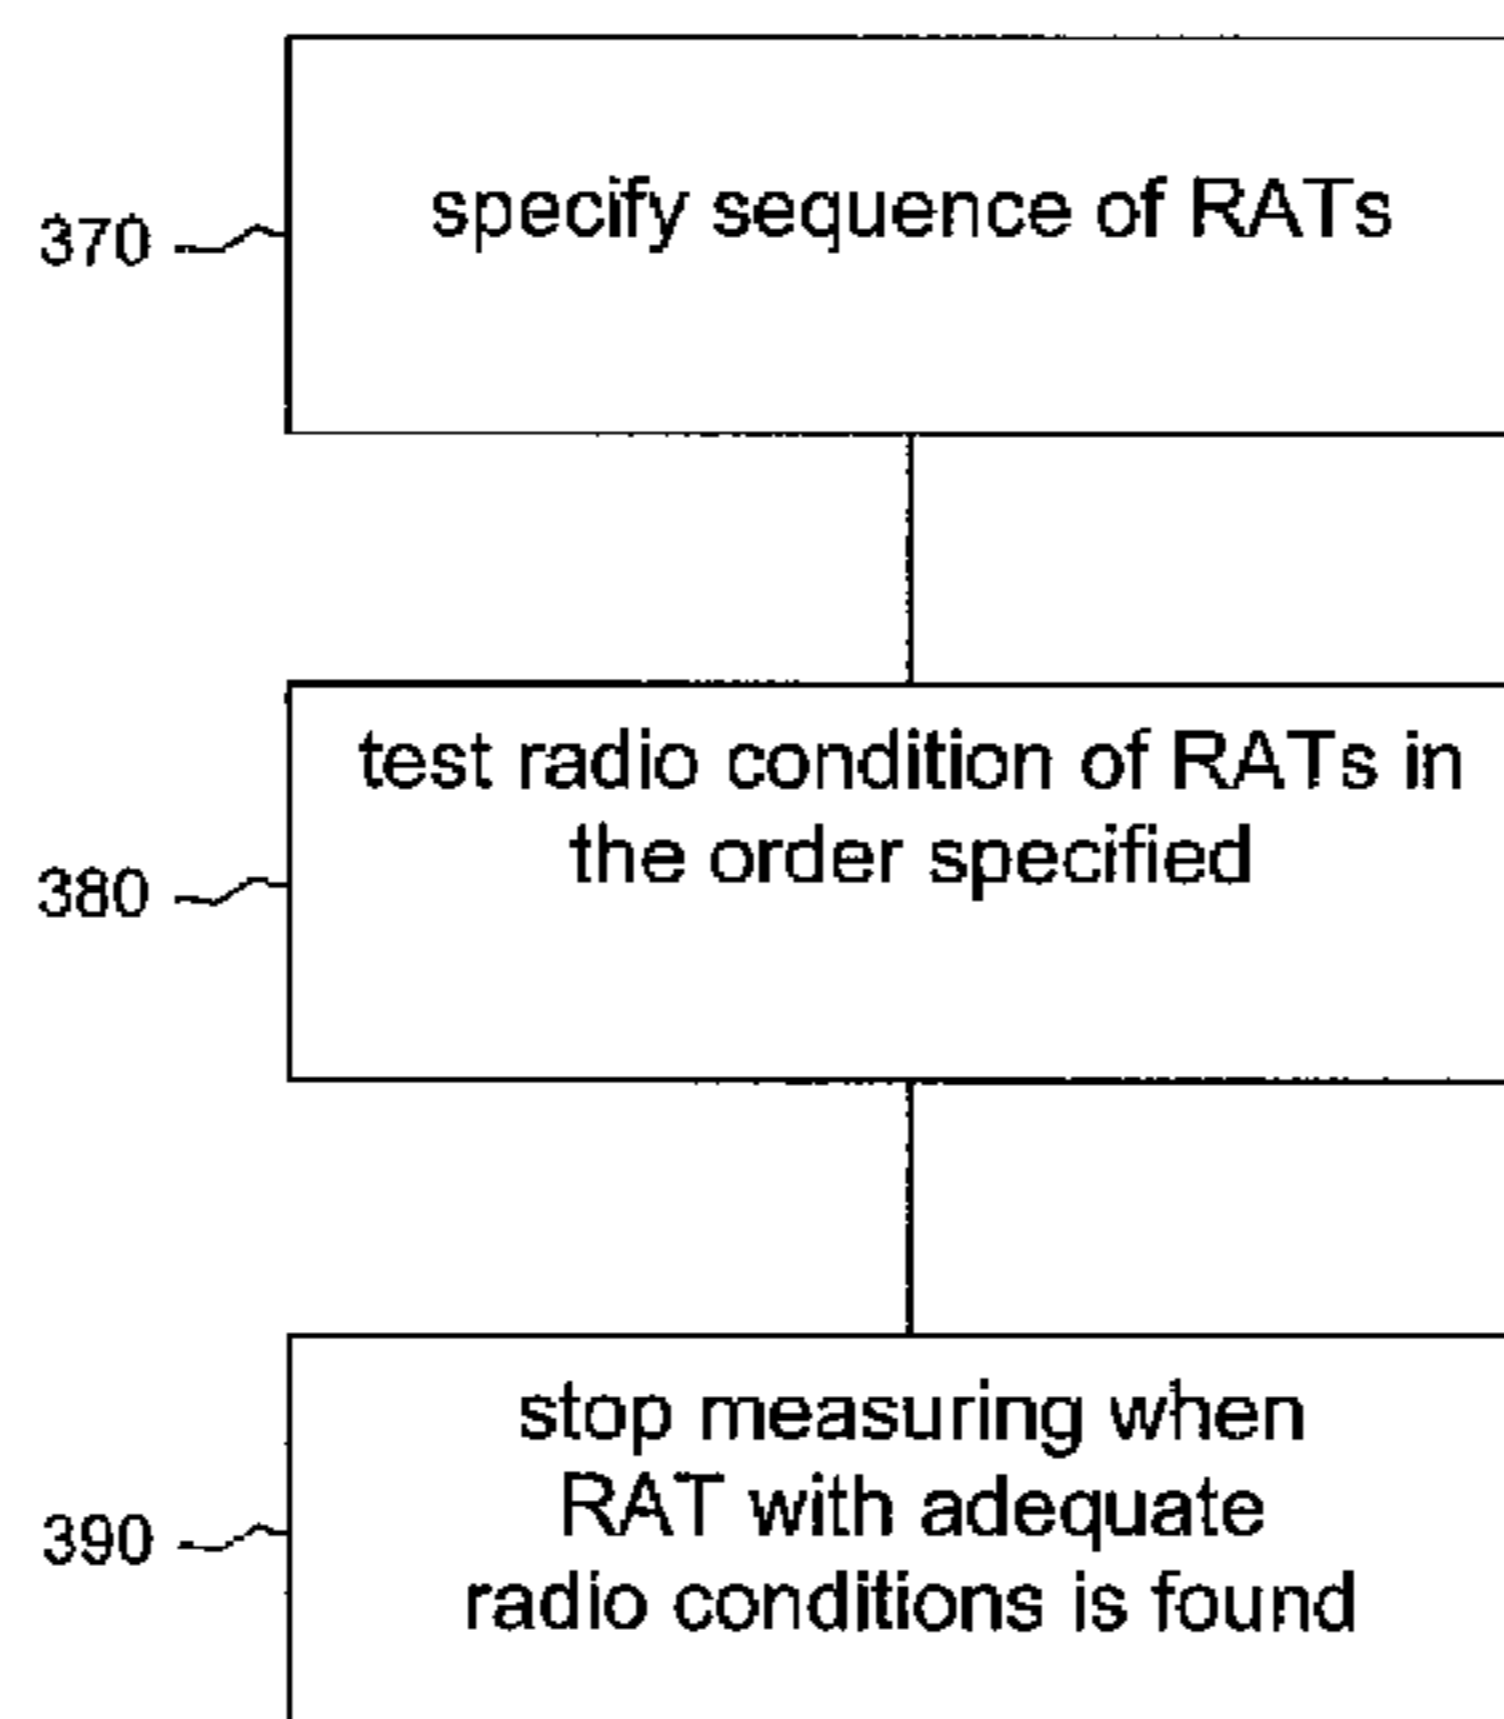 370
specify sequence of RATs
380
test radio condition of RATs in
the order specified
390
stop measuring when
RAT with adequate
radio conditions is found